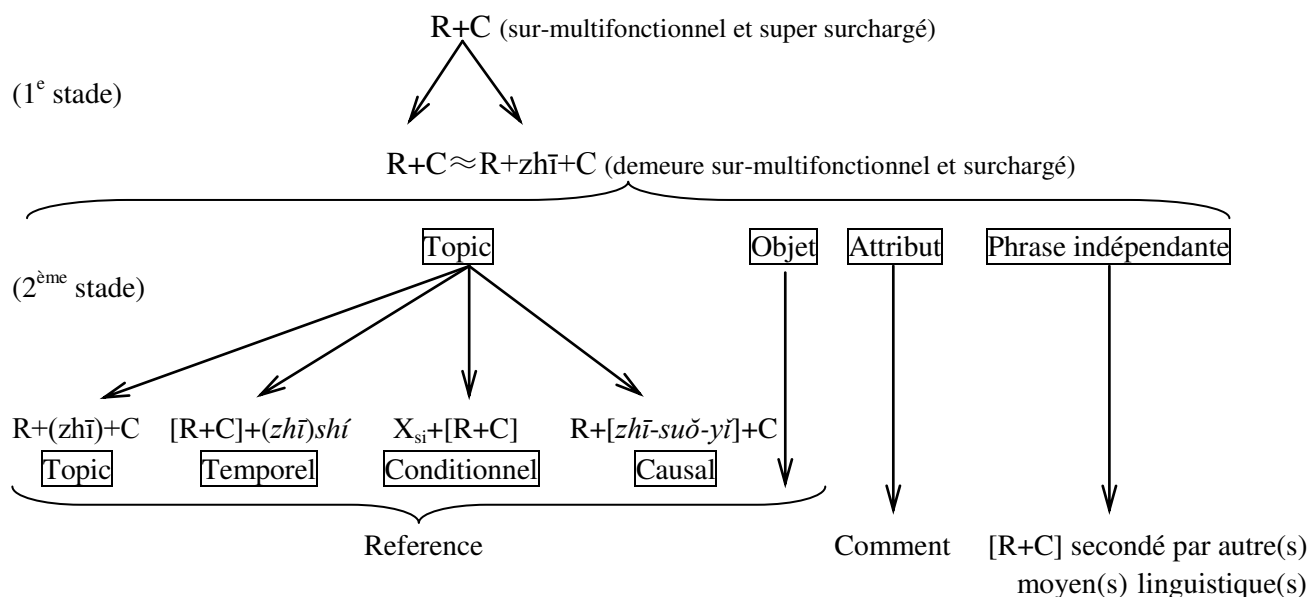 R+C (sur-multifonctionnel et super surchargé)
(1e stade)
R+C≈R+zhī+C (demeure sur-multifonctionnel et surchargé)
Topic Objet Attribut Phrase indépendante
(2ème stade)
R+(zhī)+C [R+C]+(zhī)shí Xsi+[R+C] R+[zhī-suǒ-yǐ]+C
Topic Temporel Conditionnel Causal
Reference Comment [R+C] secondé par autre(s)
moyen(s) linguistique(s)